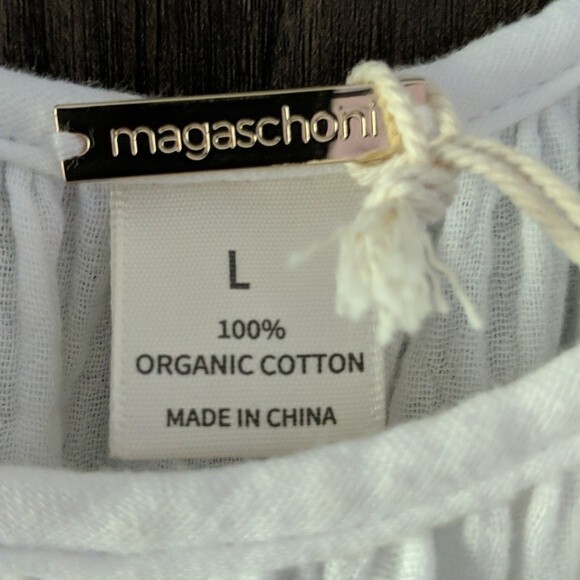 magaschoni
L
100%
ORGANIC COTTON
MADE IN CHINA